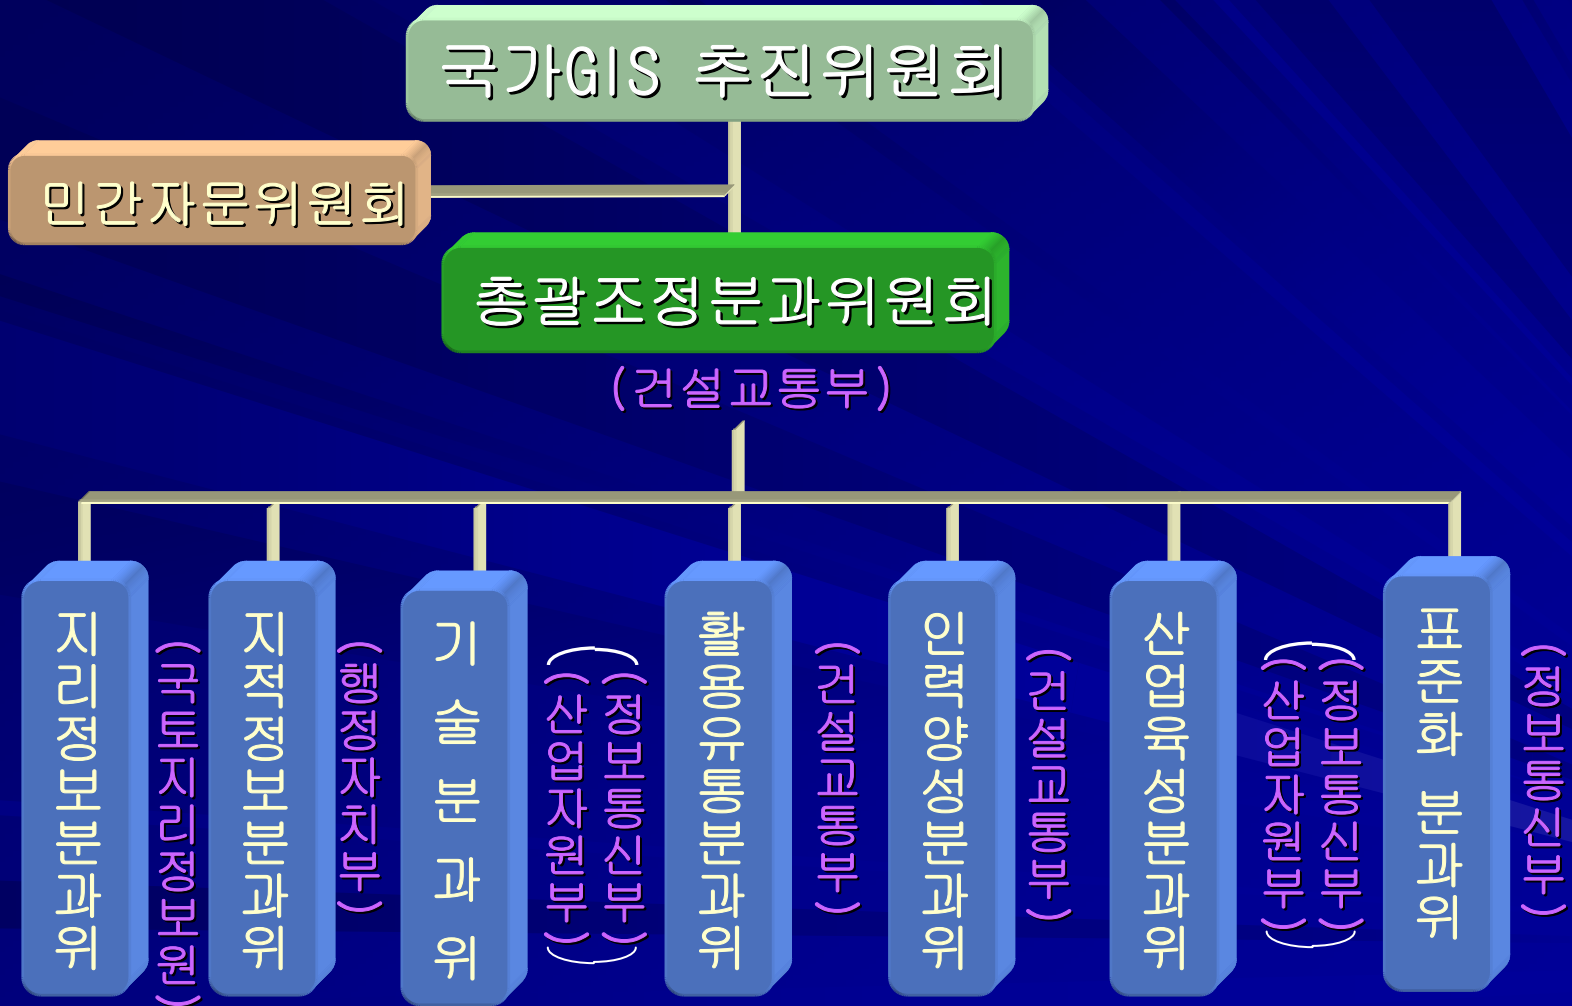 국가GIS 추진위원회
민간자문위원회
총괄조정분과위원회
(건설교통부)
지리정보분과위
(국토지리정보원)
지적정보분과위
(행정자치부)
기술분과위
(산업자원부)
(정보통신부)
활용유통분과위
(건설교통부)
인력양성분과위
(건설교통부)
산업육성분과위
(산업자원부)
(정보통신부)
표준화 분과위
(정보통신부)